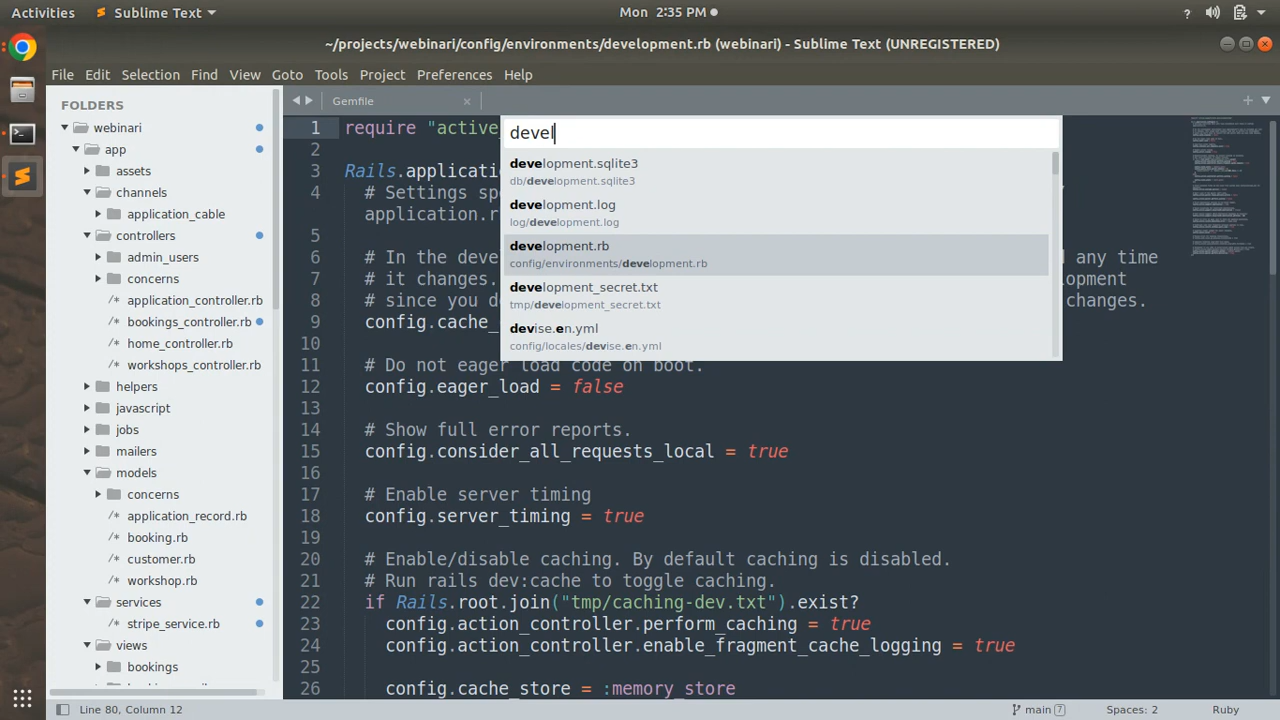 Activities
Sublime Text
Mon 2:35 PM
~/projects/webinari/config/environments/development.rb (webinari) - Sublime Text (UNREGISTERED)
File Edit Selection Find View Goto Tools Project Preferences Help
FOLDERS
webinari
app
assets
channels
application_cable
controllers
admin_users
concerns
application_controller.rb
bookings_controller.rb
home_controller.rb
workshops_controller.rb
helpers
javascript
jobs
mailers
models
concerns
application_record.rb
booking.rb
customer.rb
workshop.rb
services
stripe_service.rb
views
bookings
Gemfile
devel
development.sqlite3
db/development.sqlite3
development.log
log/development.log
development.rb
config/environments/development.rb
development_secret.txt
tmp/development_secret.txt
devise.en.yml
config/locales/devise.en.yml
1 require "active
2
3 Rails.applicati
4 # Settings sp
application.r
5
6 # In the deve any time
7 # it changes. lopment
8 # since you d changes.
9 config.cache_
10
11 # Do not eager load code on boot.
12 config.eager_load = false
13
14 # Show full error reports.
15 config.consider_all_requests_local = true
16
17 # Enable server timing
18 config.server_timing = true
19
20 # Enable/disable caching. By default caching is disabled.
21 # Run rails dev:cache to toggle caching.
22 if Rails.root.join("tmp/caching-dev.txt").exist?
23 config.action_controller.perform_caching = true
24 config.action_controller.enable_fragment_cache_logging = true
25
26 config.cache_store = :memory_store
Line 80, Column 12
main 7
Spaces: 2
Ruby